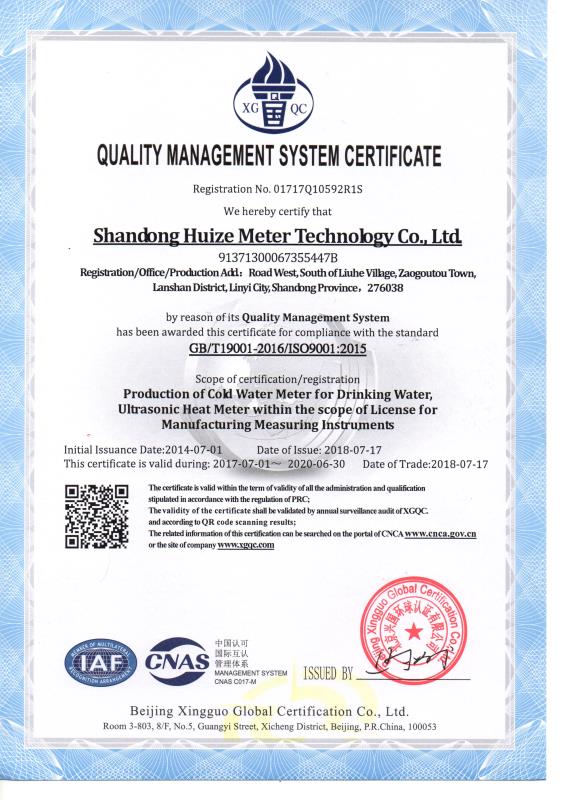 XG QC
QUALITY MANAGEMENT SYSTEM CERTIFICATE
Registration No. 01717Q10592R1S
We hereby certify that
Shandong Huize Meter Technology Co., Ltd.
91371300067355447B
Registration/Office/Production Add.: Road West, South of Liuhe Village, Zaogoutou Town,
Lanshan District, Linyi City, Shandong Province，276038
by reason of its Quality Management System
has been awarded this certificate for compliance with the standard
GB/T19001-2016/ISO9001:2015
Scope of certification/registration
Production of Cold Water Meter for Drinking Water,
Ultrasonic Heat Meter within the scope of License for
Manufacturing Measuring Instruments
Initial Issuance Date:2014-07-01 Date of Issue: 2018-07-17
This certificate is valid during: 2017-07-01～ 2020-06-30 Date of Trade:2018-07-17
The certificate is valid within the term of validity of all the administration and qualification
stipulated in accordance with the regulation of PRC;
The validity of the certificate shall be validated by annual surveillance audit of XGQC.
and according to QR code scanning results;
The related information of this certification can be searched on the portal of CNCA www.cnca.gov.cn
or the site of company www.xgqc.com
MEMBER OF MULTILATERAL
IAF
RECOGNITION ARRANGEMENT
CNAS
中国认可
国际互认
管理体系
MANAGEMENT SYSTEM
CNAS C017-M
ISSUED BY
Beijing Xingguo Global Certification Co., Ltd.
北京兴国环球认证有限公司
Beijing Xingguo Global Certification Co., Ltd.
Room 3-803, 8/F, No.5, Guangyi Street, Xicheng District, Beijing, P.R.China, 100053